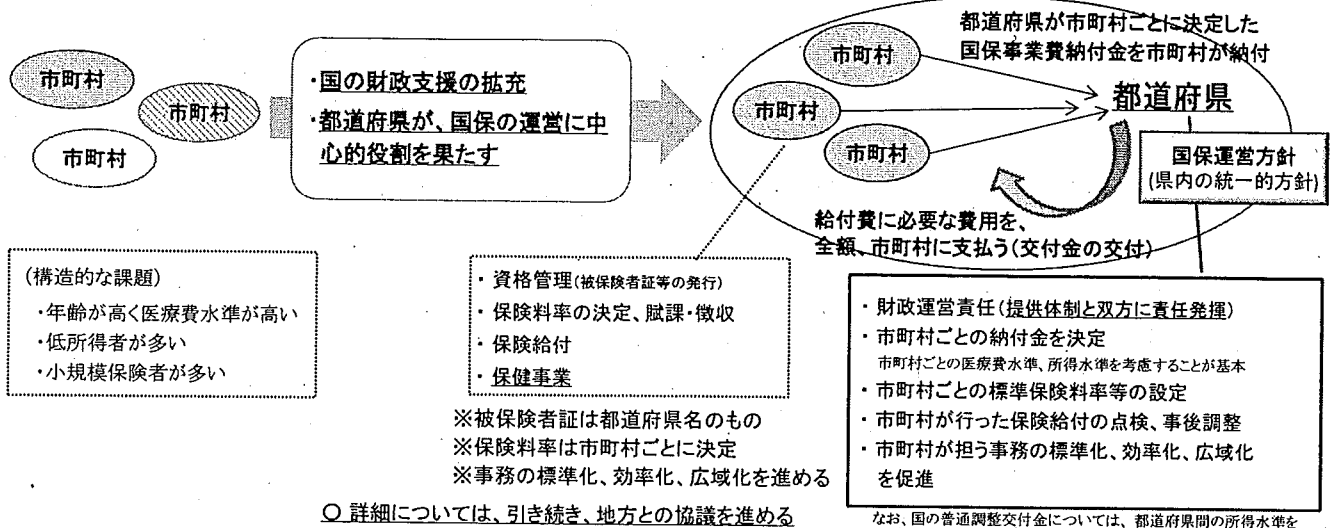 市町村
市町村
市町村
・国の財政支援の拡充
・都道府県が、国保の運営に中
心的役割を果たす
都道府県が市町村ごとに決定した
国保事業費納付金を市町村が納付
市町村
市町村
市町村
都道府県
国保運営方針
(県内の統一的方針)
給付費に必要な費用を、
全額、市町村に支払う(交付金の交付)
(構造的な課題)
・年齢が高く医療費水準が高い
・低所得者が多い
・小規模保険者が多い
・資格管理(被保険者証等の発行)
・保険料率の決定、賦課・徴収
・保険給付
・保健事業
※被保険者証は都道府県名のもの
※保険料率は市町村ごとに決定
※事務の標準化、効率化、広域化を進める
○ 詳細については、引き続き、地方との協議を進める
・財政運営責任(提供体制と双方に責任発揮)
・市町村ごとの納付金を決定
市町村ごとの医療費水準、所得水準を考慮することが基本
・市町村ごとの標準保険料率等の設定
・市町村が行った保険給付の点検、事後調整
・市町村が担う事務の標準化、効率化、広域化
を促進
なお、国の普通調整交付金については、都道府県間の所得水準を